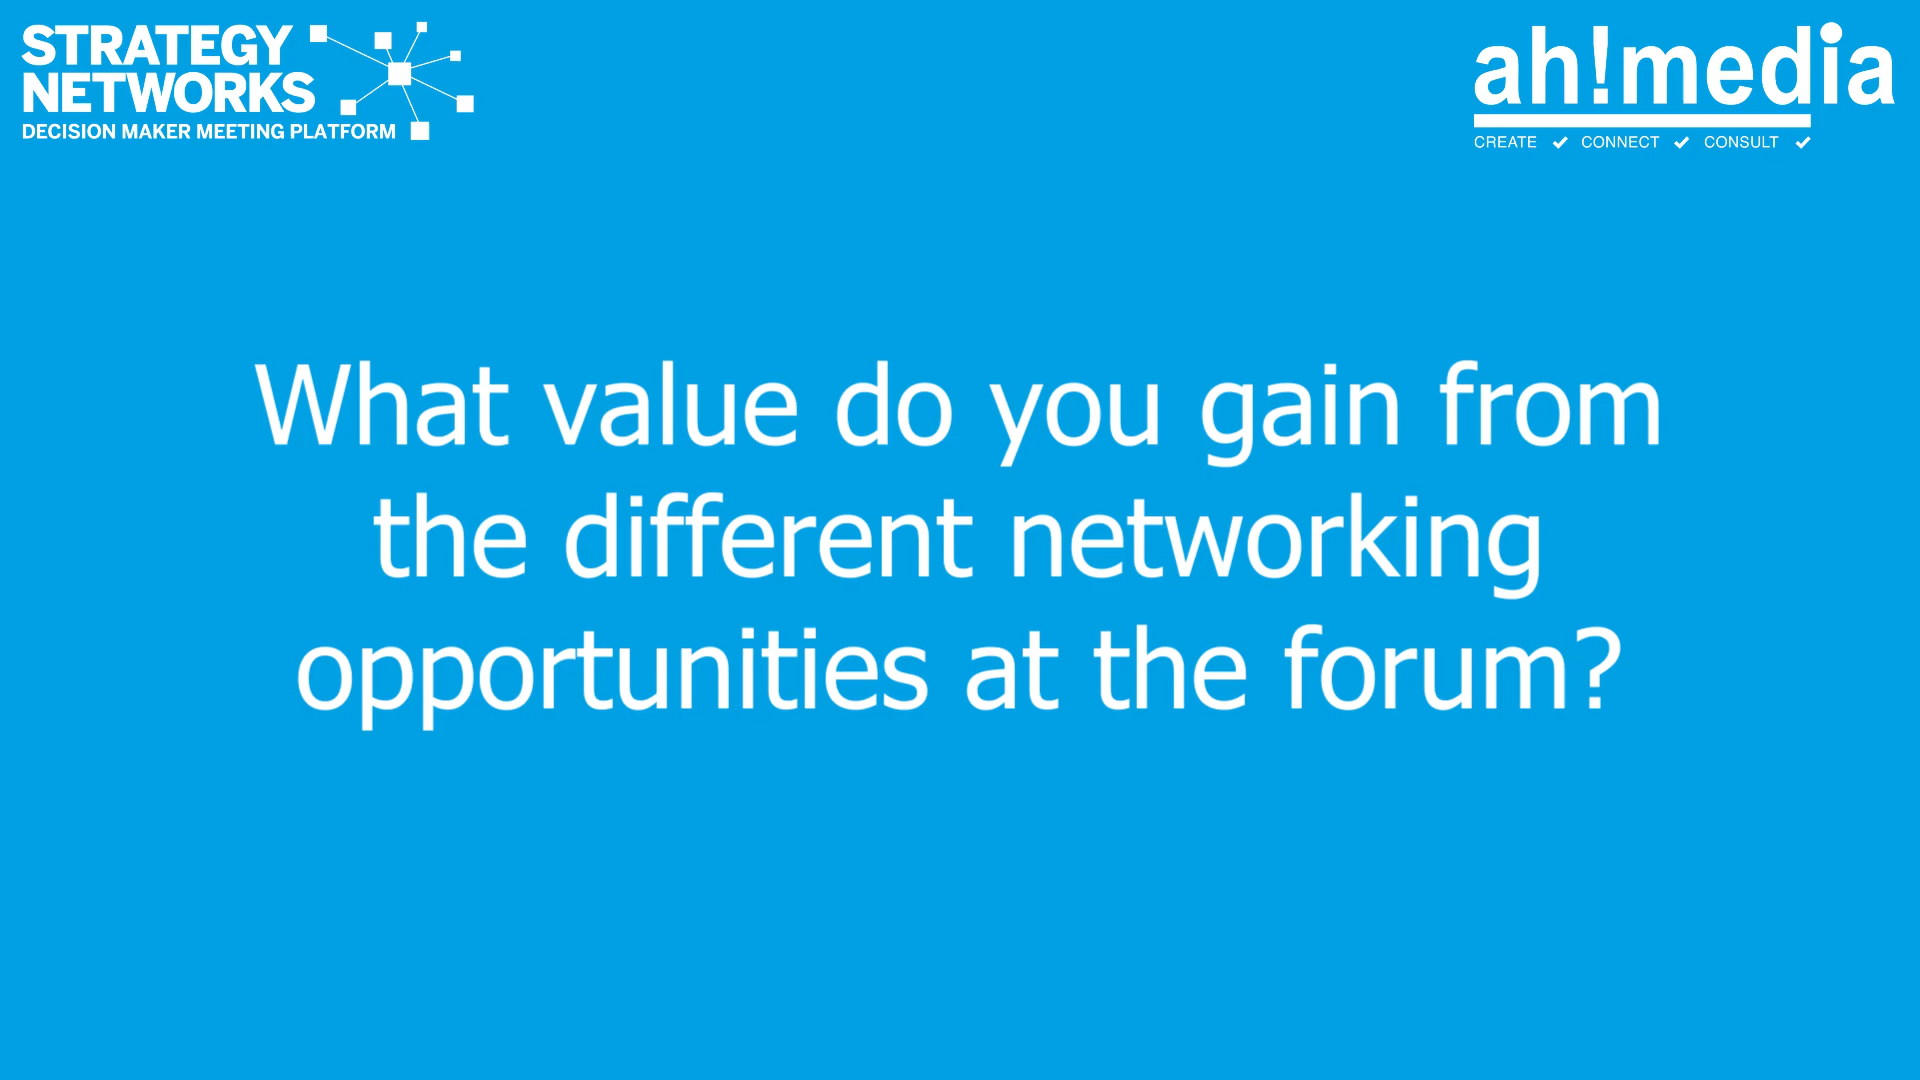 STRATEGY
NETWORKS
DECISION MAKER MEETING PLATFORM
ah!media
CREATE ✔ CONNECT ✔ CONSULT ✔
What value do you gain from
the different networking
opportunities at the forum?